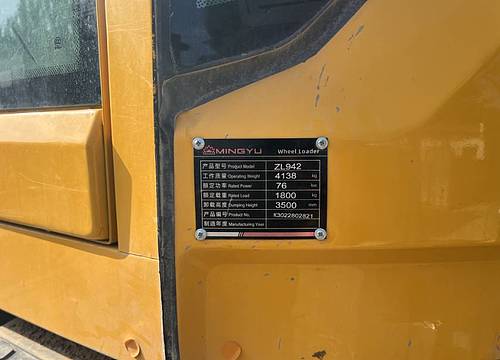 MINGYU Wheel Loader
产品型号 Product Model ZL942
工作质量 Operating Weight 4138 kg
额定功率 Rated Power 76 kw
额定载重 Rated Load 1800 kg
卸载高度 Dumping Height 3500 mm
产品编号 Product No. K3022802821
制造年度 Manufacturing Year